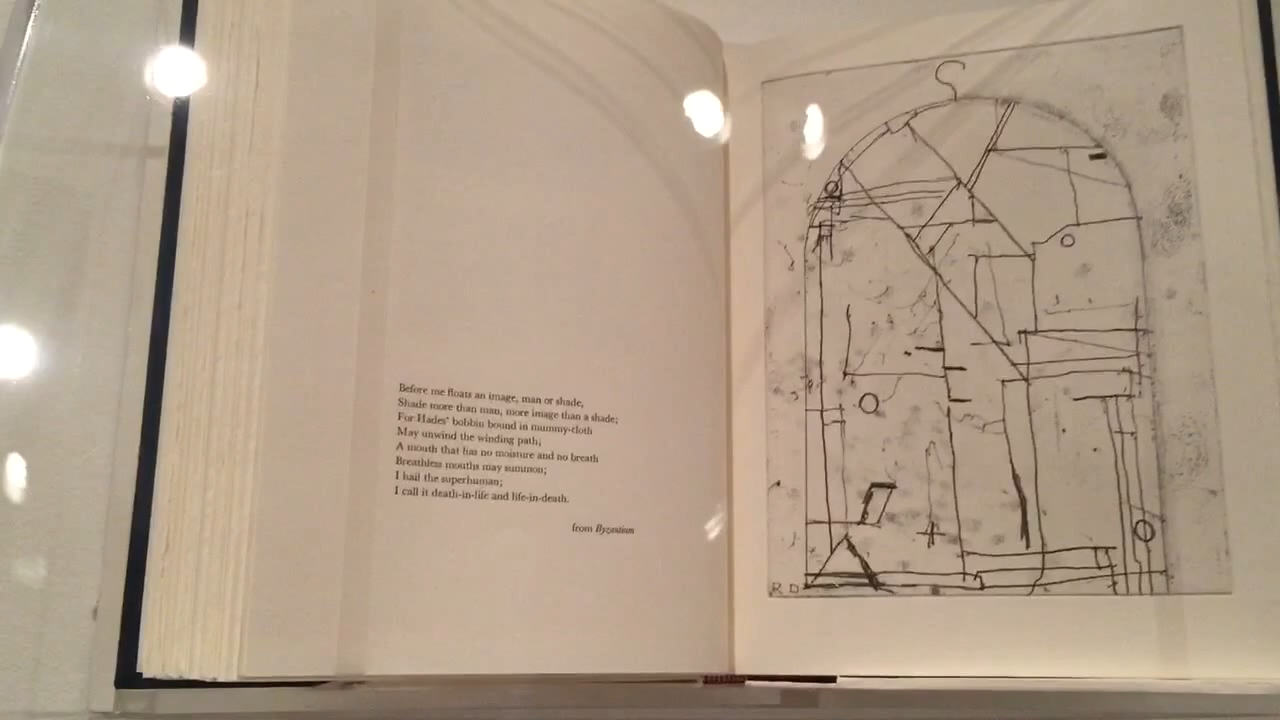 Before me floats an image, man or shade,
Shade more than man, more image than a shade;
For Hades' bobbin bound in mummy-cloth
May unwind the winding path;
A mouth that has no moisture and no breath
Breathless mouths may summon;
I hail the superhuman;
I call it death-in-life and life-in-death.
from Byzantium
R D